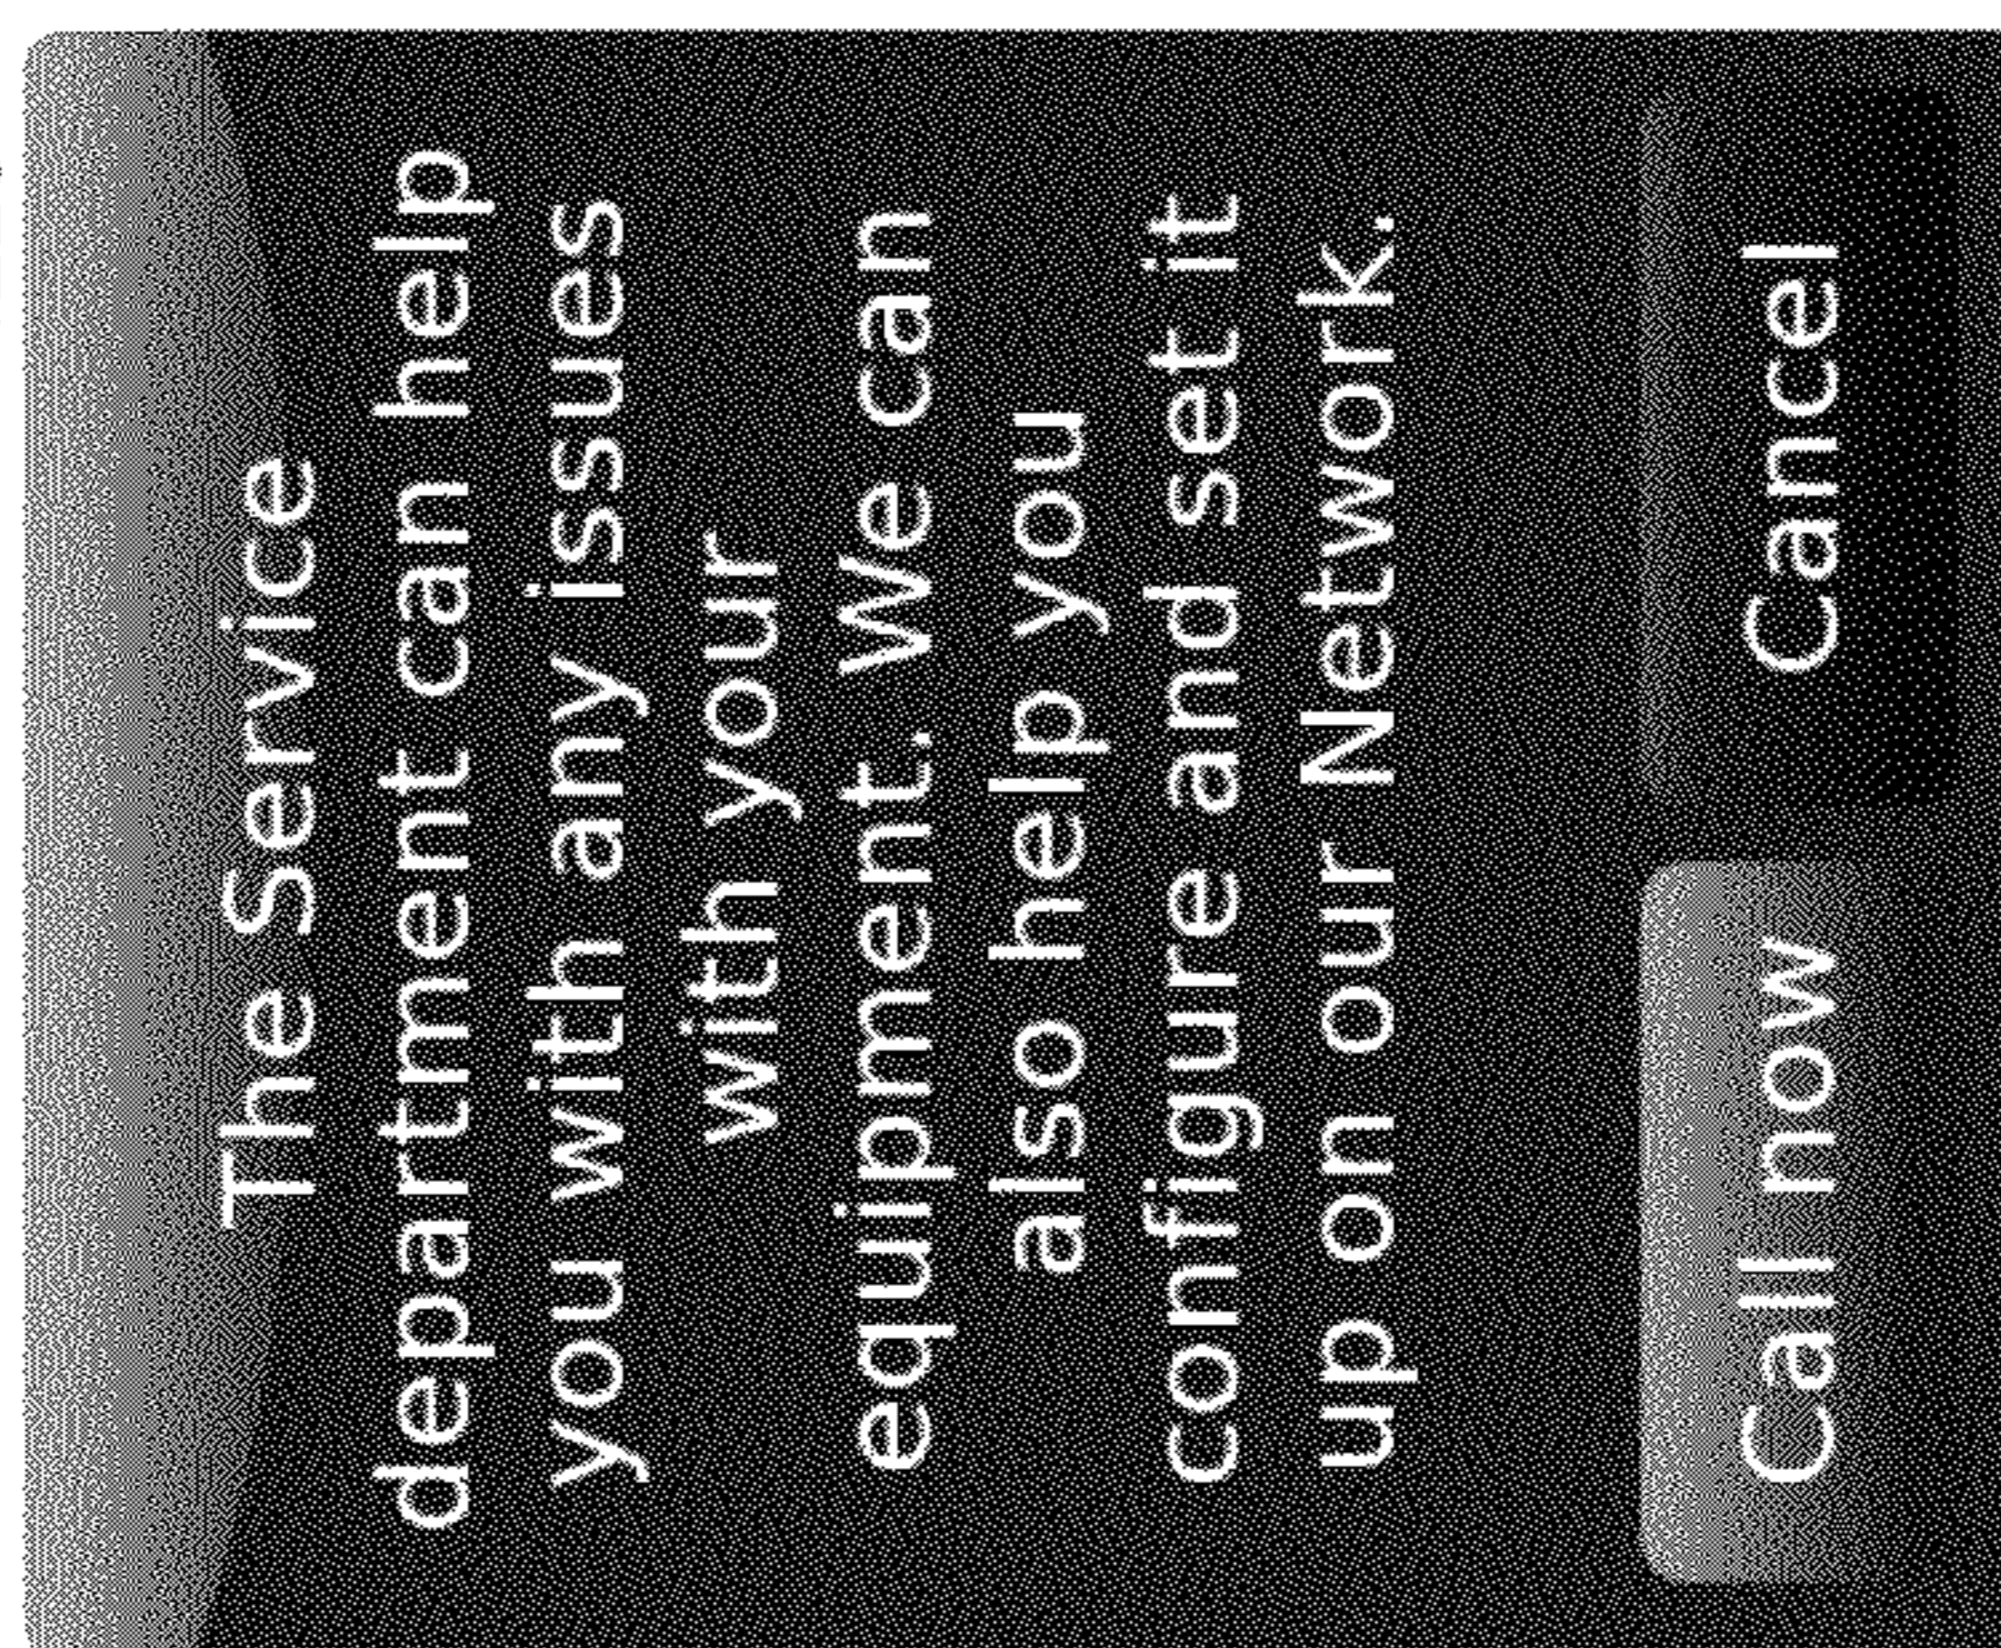 The Service
department can help
you with any issues
with your
equipment. We can
also help you
configure and set it
up on our Network.
Call now
Cancel